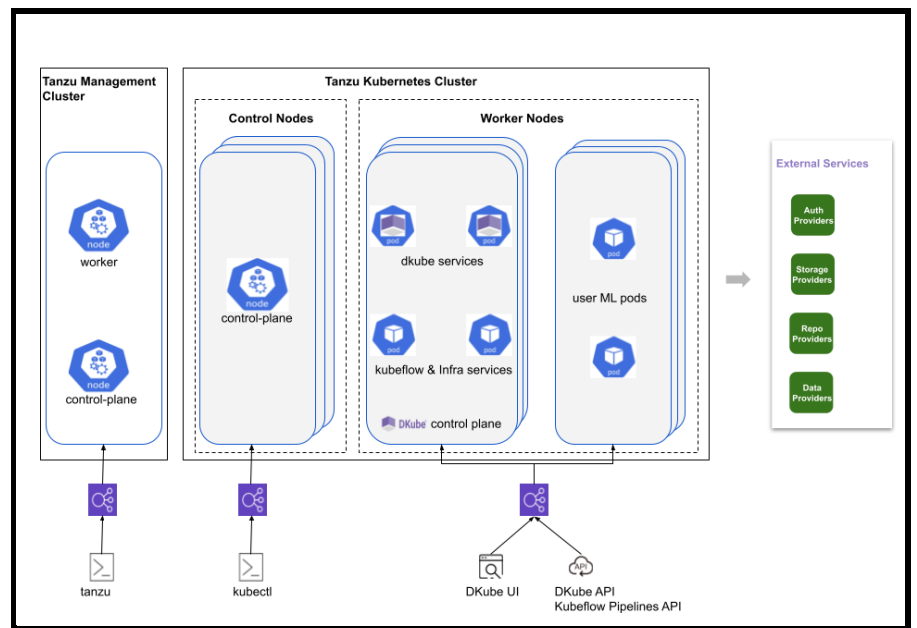 Tanzu Management
Cluster
node
worker
node
control-plane
Tanzu Kubernetes Cluster
Control Nodes
node
control-plane
Worker Nodes
pod
pod
dkube services
pod
pod
kubeflow & Infra services
DKube control plane
pod
user ML pods
pod
External Services
Auth
Providers
Storage
Providers
Repo
Providers
Data
Providers
tanzu
kubectl
DKube UI
API
DKube API
Kubeflow Pipelines API